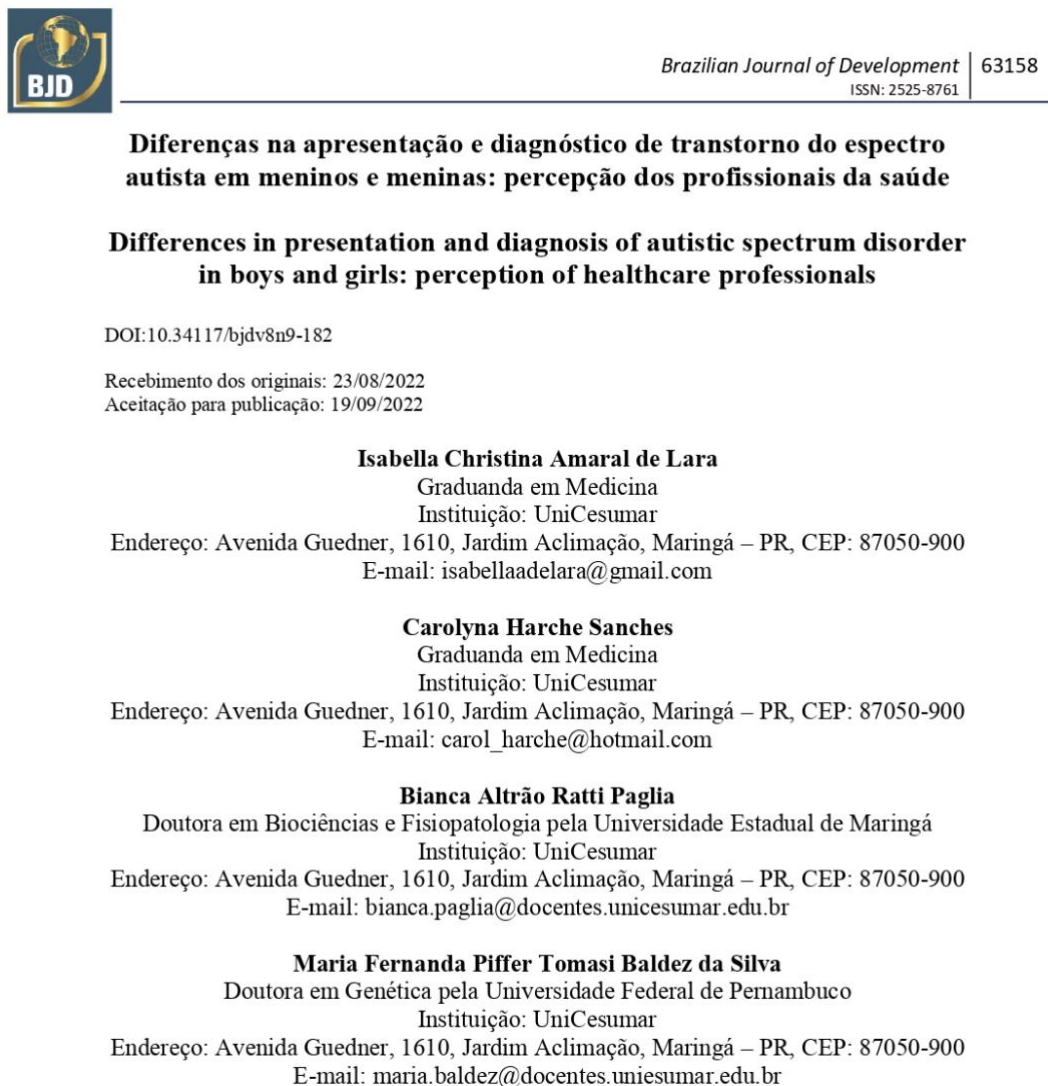 BJD
Brazilian Journal of Development 63158
ISSN: 2525-8761
Diferenças na apresentação e diagnóstico de transtorno do espectro
autista em meninos e meninas: percepção dos profissionais da saúde
Differences in presentation and diagnosis of autistic spectrum disorder
in boys and girls: perception of healthcare professionals
DOI:10.34117/bjdv8n9-182
Recebimento dos originais: 23/08/2022
Aceitação para publicação: 19/09/2022
Isabella Christina Amaral de Lara
Graduanda em Medicina
Instituição: UniCesumar
Endereço: Avenida Guedner, 1610, Jardim Aclimação, Maringá – PR, CEP: 87050-900
E-mail: isabellaadelara@gmail.com
Carolyna Harche Sanches
Graduanda em Medicina
Instituição: UniCesumar
Endereço: Avenida Guedner, 1610, Jardim Aclimação, Maringá – PR, CEP: 87050-900
E-mail: carol_harche@hotmail.com
Bianca Altrão Ratti Paglia
Doutora em Biociências e Fisiopatologia pela Universidade Estadual de Maringá
Instituição: UniCesumar
Endereço: Avenida Guedner, 1610, Jardim Aclimação, Maringá – PR, CEP: 87050-900
E-mail: bianca.paglia@docentes.unicesumar.edu.br
Maria Fernanda Piffer Tomasi Baldez da Silva
Doutora em Genética pela Universidade Federal de Pernambuco
Instituição: UniCesumar
Endereço: Avenida Guedner, 1610, Jardim Aclimação, Maringá – PR, CEP: 87050-900
E-mail: maria.baldez@docentes.uniesumar.edu.br